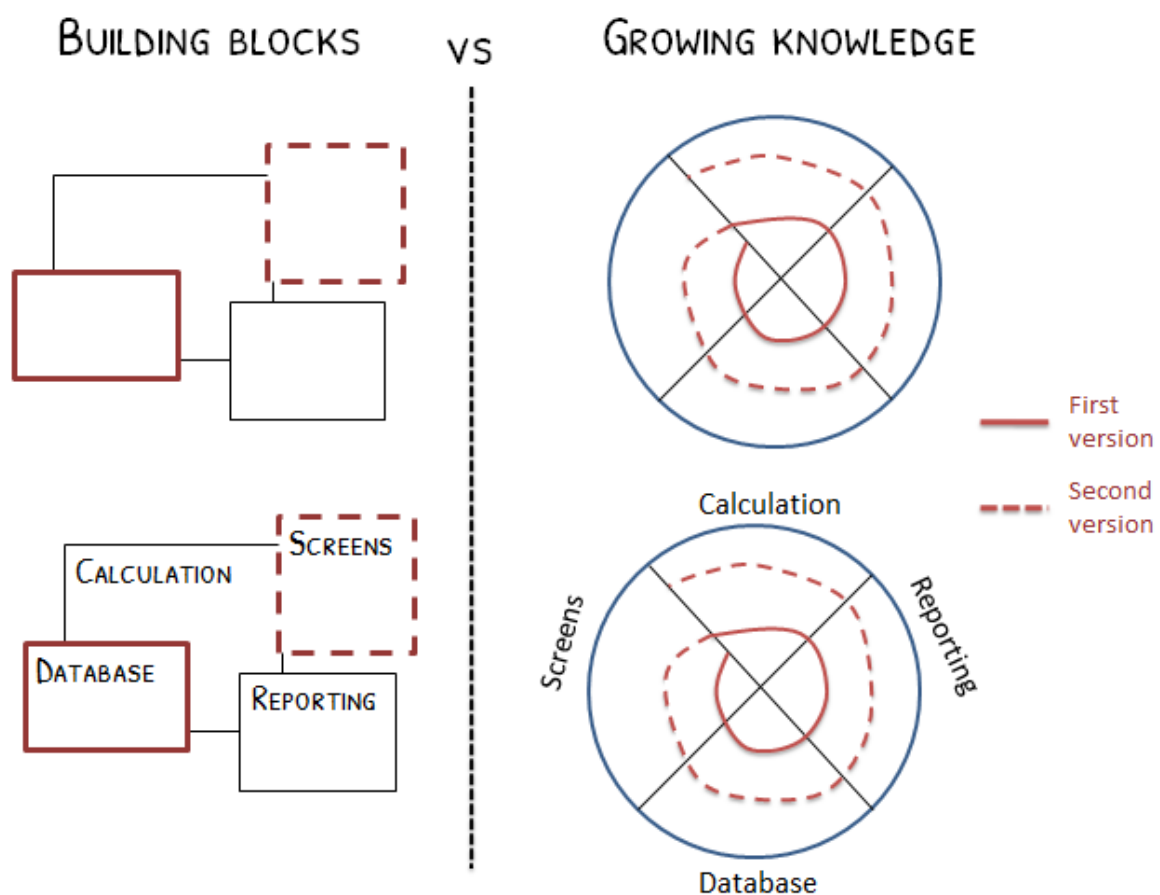 BUILDING BLOCKS
VS
GROWING KNOWLEDGE
First
version
Second
version
SCREENS
CALCULATION
DATABASE
REPORTING
Calculation
Screens
Reporting
Database